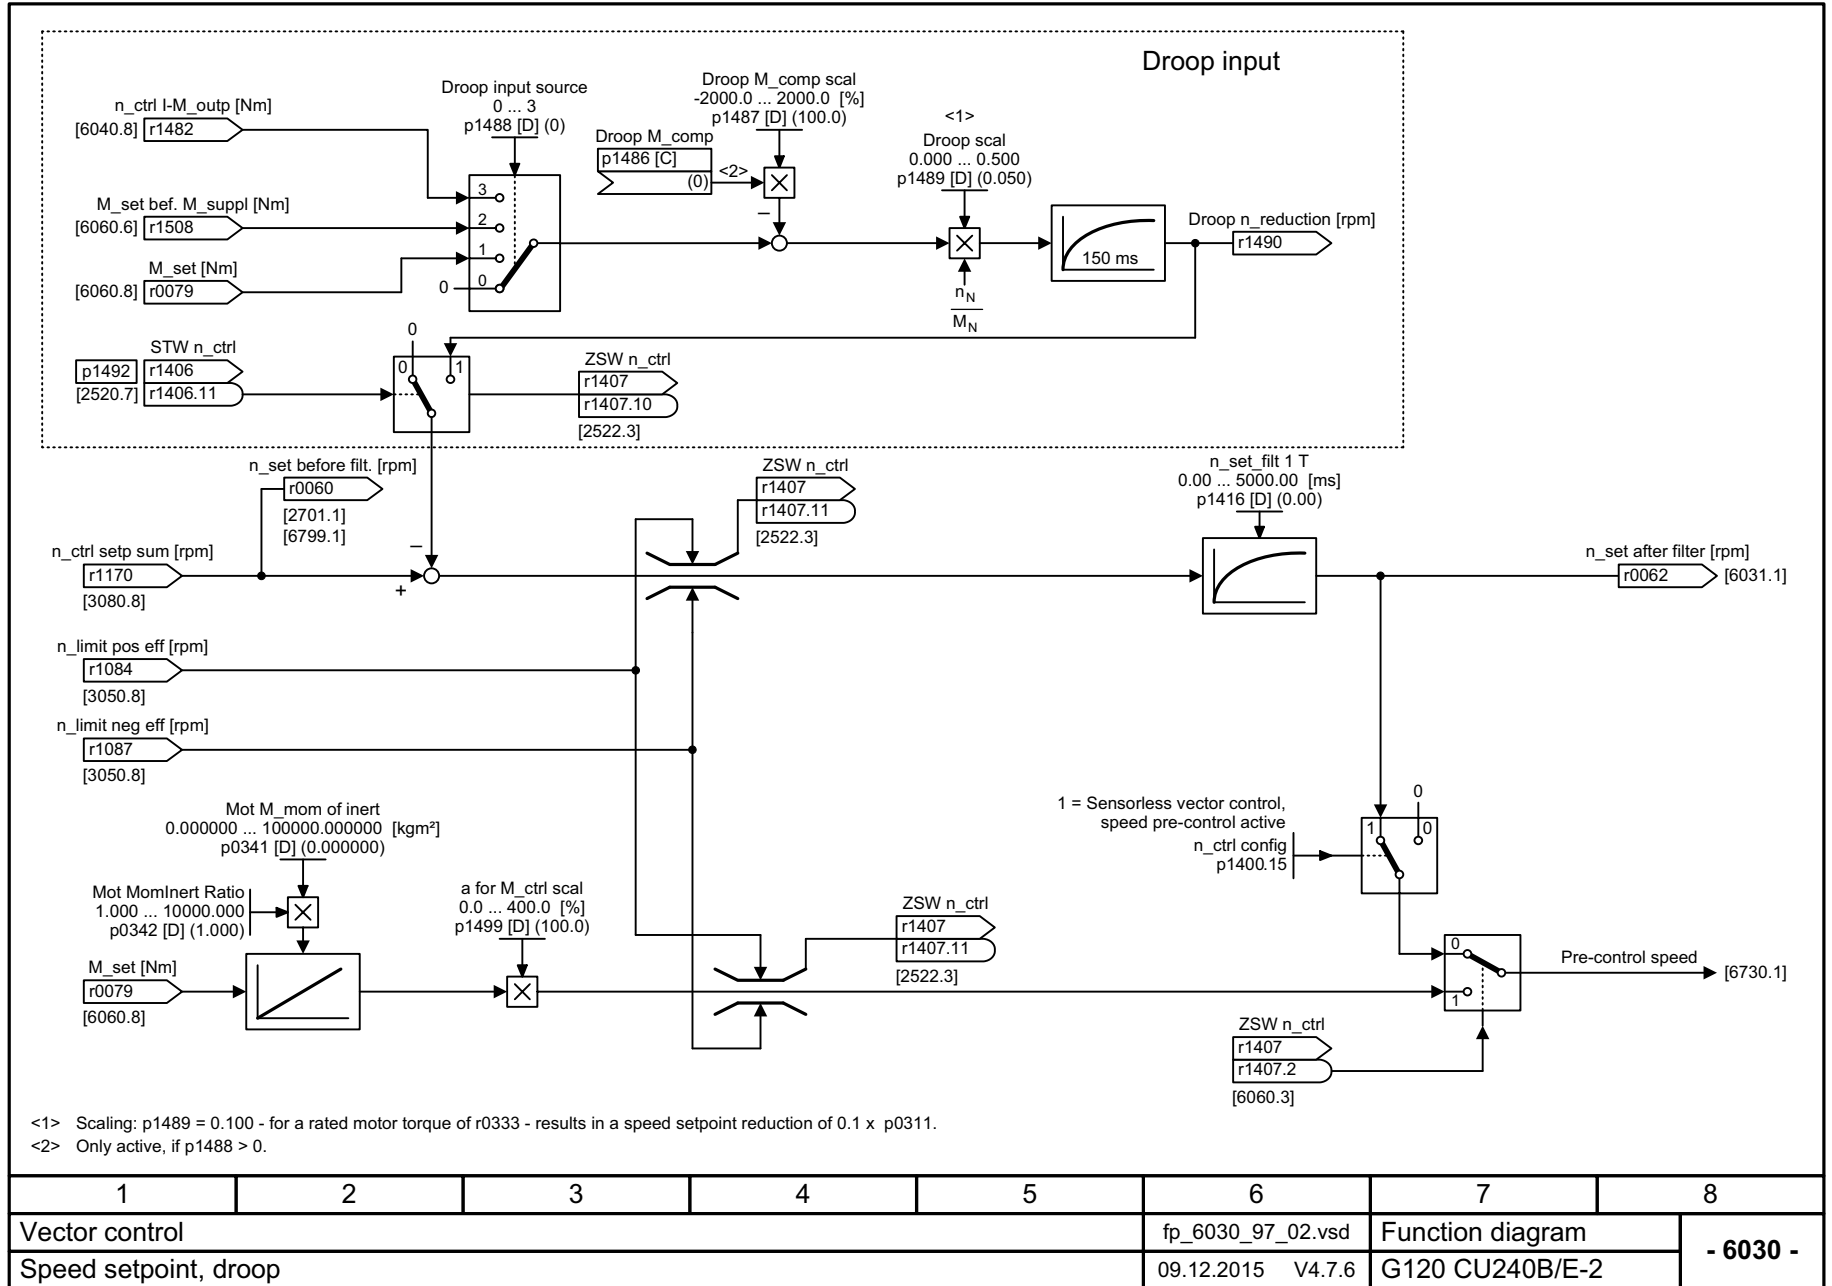 Droop input
n_ctrl I-M_outp [Nm]
[6040.8] r1482
Droop input source
0 ... 3
p1488 [D] (0)
Droop M_comp scal
-2000.0 ... 2000.0 [%]
p1487 [D] (100.0)
Droop M_comp
p1486 [C]
(0)
<2>
<1>
Droop scal
0.000 ... 0.500
p1489 [D] (0.050)
M_set bef. M_suppl [Nm]
[6060.6] r1508
M_set [Nm]
[6060.8] r0079
3
2
1
0 0
–
n_N
M_N
150 ms
Droop n_reduction [rpm]
r1490
STW n_ctrl
p1492 r1406
[2520.7] r1406.11
0
0 1
ZSW n_ctrl
r1407
r1407.10
[2522.3]
n_set before filt. [rpm]
r0060
[2701.1]
[6799.1]
ZSW n_ctrl
r1407
r1407.11
[2522.3]
n_set_filt 1 T
0.00 ... 5000.00 [ms]
p1416 [D] (0.00)
n_ctrl setp sum [rpm]
r1170
[3080.8]
–
+
n_set after filter [rpm]
r0062 [6031.1]
n_limit pos eff [rpm]
r1084
[3050.8]
n_limit neg eff [rpm]
r1087
[3050.8]
Mot M_mom of inert
0.000000 ... 100000.000000 [kgm²]
p0341 [D] (0.000000)
Mot MomInert Ratio
1.000 ... 10000.000
p0342 [D] (1.000)
a for M_ctrl scal
0.0 ... 400.0 [%]
p1499 [D] (100.0)
M_set [Nm]
r0079
[6060.8]
ZSW n_ctrl
r1407
r1407.11
[2522.3]
1 = Sensorless vector control,
speed pre-control active
n_ctrl config
p1400.15
0
1 0
0
1
Pre-control speed
[6730.1]
ZSW n_ctrl
r1407
r1407.2
[6060.3]
<1> Scaling: p1489 = 0.100 - for a rated motor torque of r0333 - results in a speed setpoint reduction of 0.1 x p0311.
<2> Only active, if p1488 > 0.
1 2 3 4 5 6 7 8
Vector control
fp_6030_97_02.vsd
Function diagram
- 6030 -
Speed setpoint, droop
09.12.2015 V4.7.6
G120 CU240B/E-2